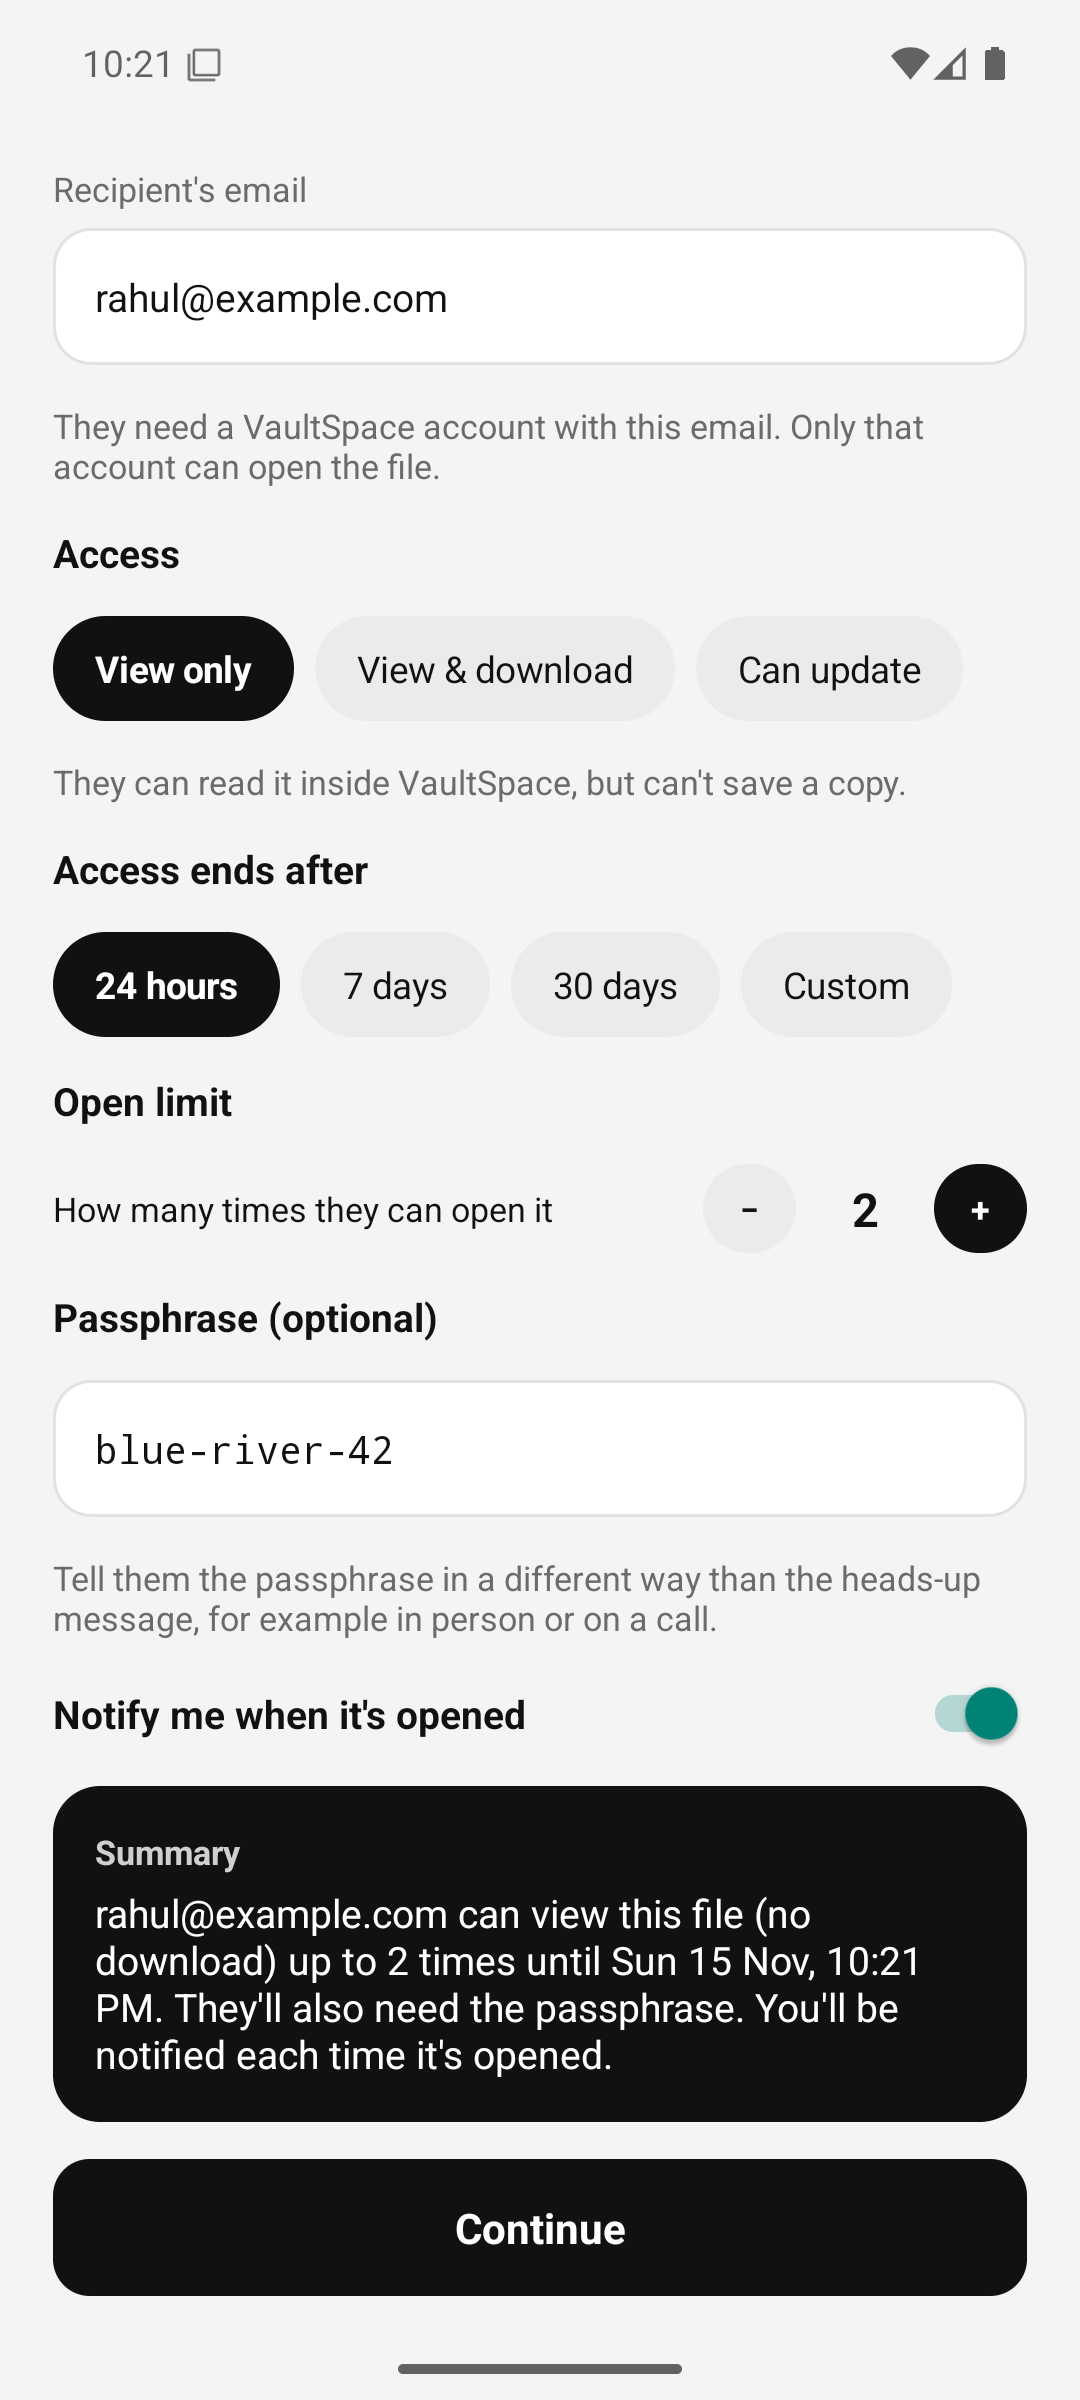 10:21
Recipient's email
rahul@example.com
They need a VaultSpace account with this email. Only that
account can open the file.
Access
View only
View & download
Can update
They can read it inside VaultSpace, but can't save a copy.
Access ends after
24 hours
7 days
30 days
Custom
Open limit
How many times they can open it
-
2
+
Passphrase (optional)
blue-river-42
Tell them the passphrase in a different way than the heads-up
message, for example in person or on a call.
Notify me when it's opened
Summary
rahul@example.com can view this file (no
download) up to 2 times until Sun 15 Nov, 10:21
PM. They'll also need the passphrase. You'll be
notified each time it's opened.
Continue